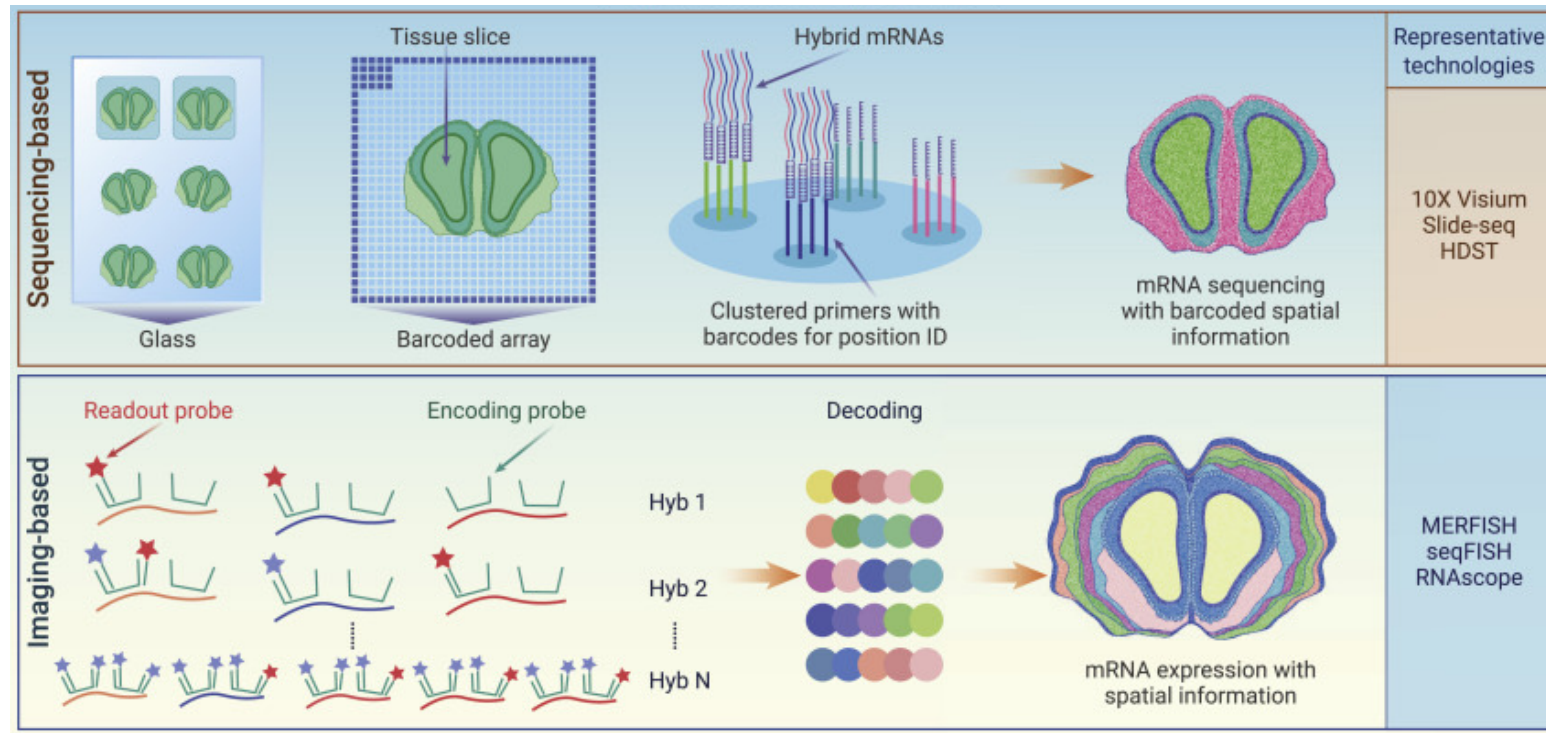 Sequencing-based
Tissue slice
Hybrid mRNAs
Glass
Barcoded array
Clustered primers with
barcodes for position ID
mRNA sequencing
with barcoded spatial
information
Representative
technologies
10X Visium
Slide-seq
HDST
Imaging-based
Readout probe
Encoding probe
Decoding
Hyb 1
Hyb 2
Hyb N
mRNA expression with
spatial information
MERFISH
seqFISH
RNAscope